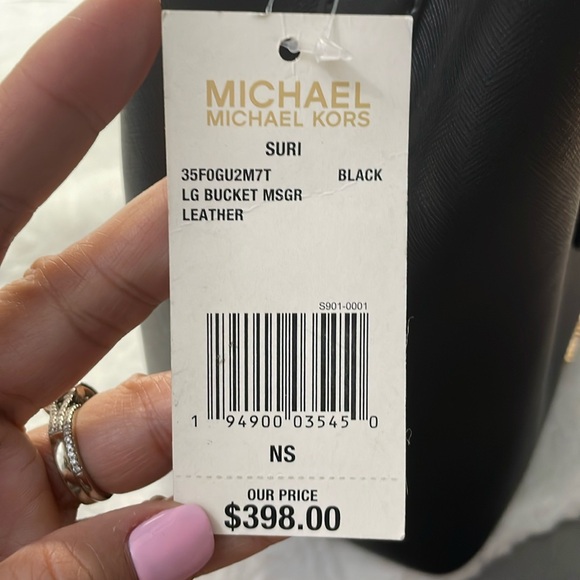 MICHAEL
MICHAEL KORS
SURI
35F0GU2M7T BLACK
LG BUCKET MSGR
LEATHER
S901-0001
1 94900 03545 0
NS
OUR PRICE
$398.00